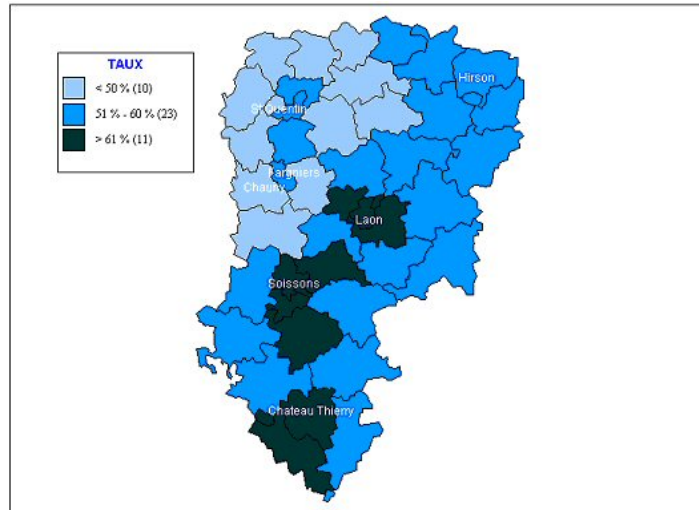 TAUX
< 50 % (10)
51 % - 60 % (23)
> 61 % (11)
Hirson
St Quentin
Fargniers
Chauny
Laon
Soissons
Chateau Thierry